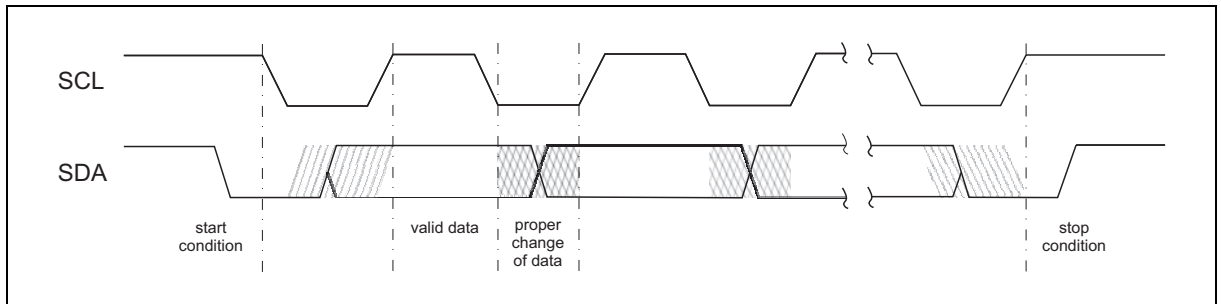 SCL
SDA
start
condition
valid data
proper
change
of data
stop
condition